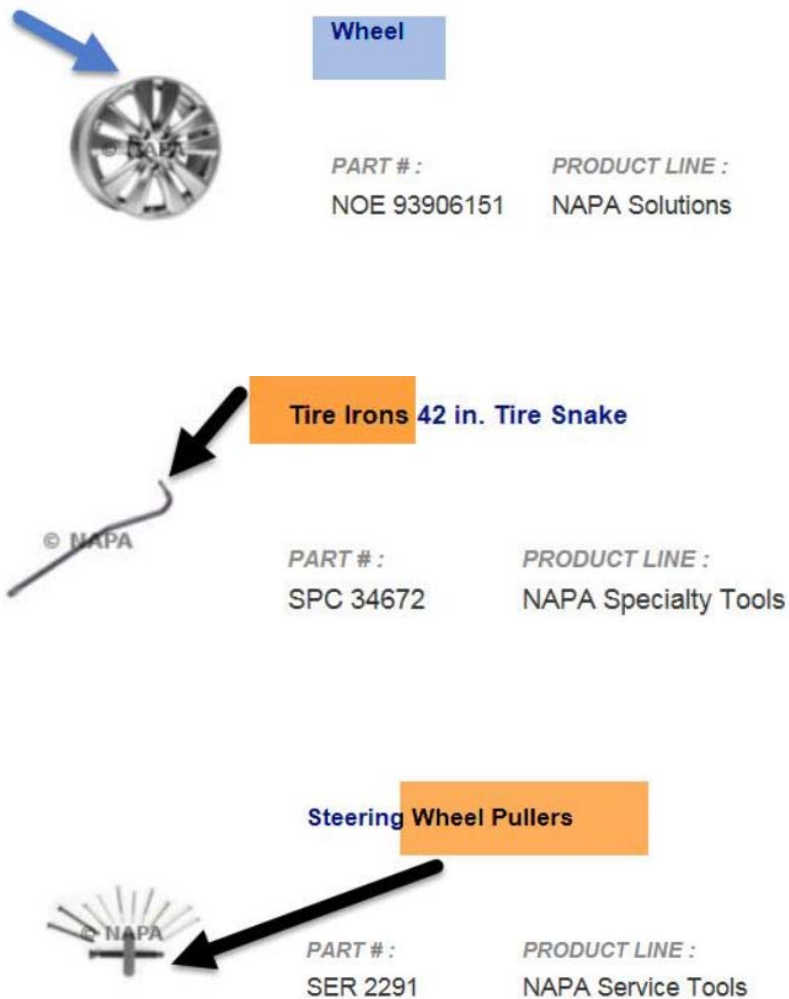 Wheel
© NAPA
PART # : PRODUCT LINE :
NOE 93906151 NAPA Solutions
Tire Irons 42 in. Tire Snake
© NAPA
PART # : PRODUCT LINE :
SPC 34672 NAPA Specialty Tools
Steering Wheel Pullers
© NAPA
PART # : PRODUCT LINE :
SER 2291 NAPA Service Tools